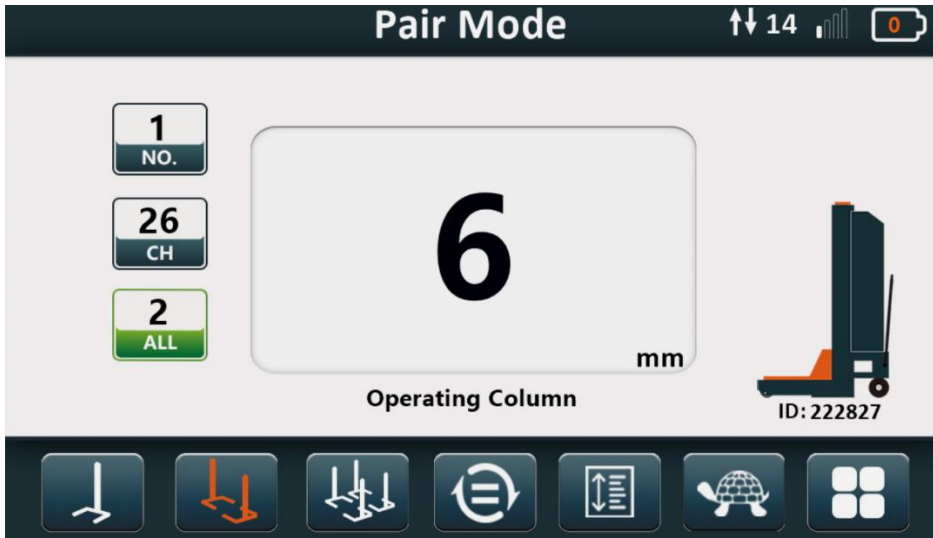 Pair Mode
14
0
1
NO.
26
CH
2
ALL
6
mm
Operating Column
ID: 222827